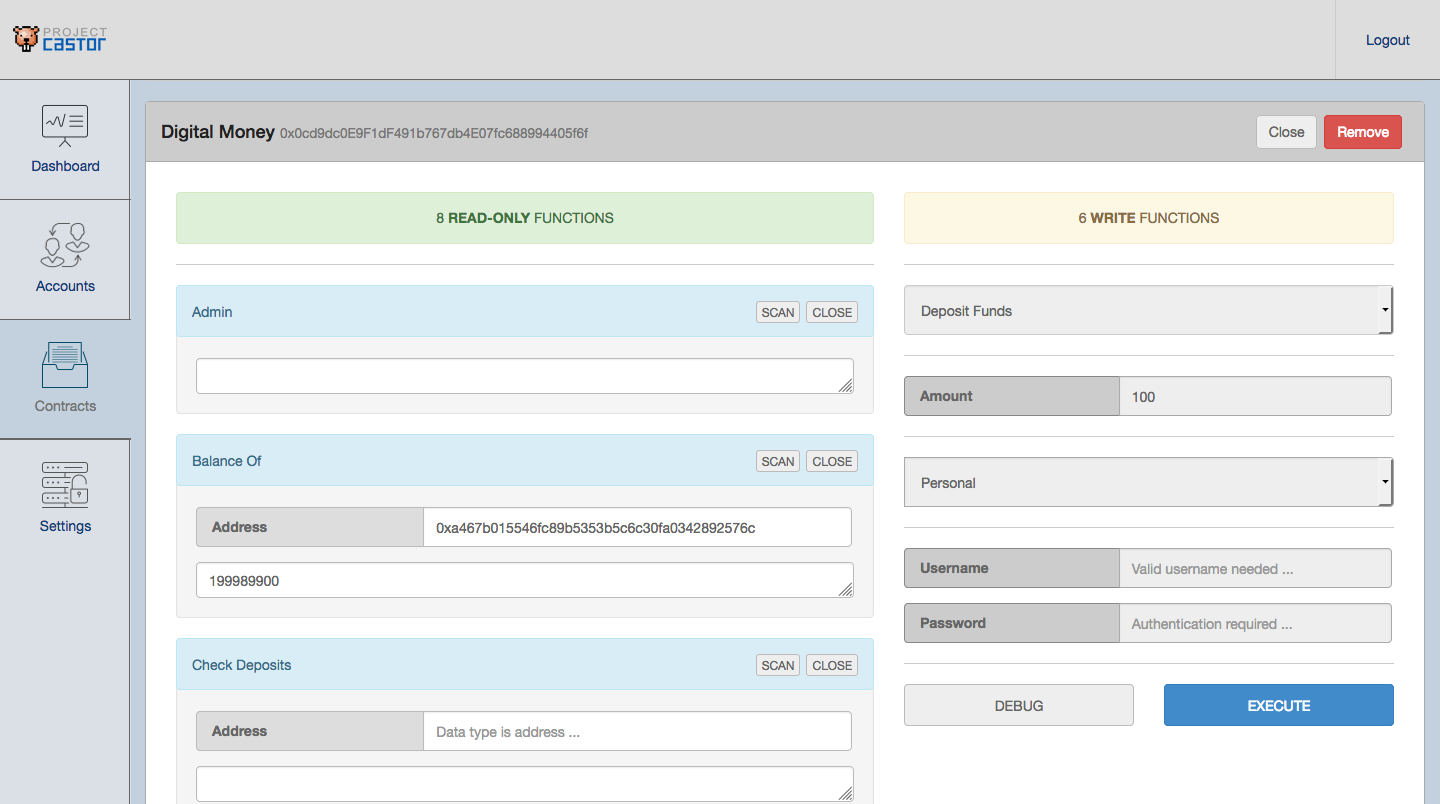 PROJECT
CASTOR
Logout
Dashboard
Accounts
Contracts
Settings
Digital Money 0x0cd9dc0E9F1dF491b767db4E07fc688994405f6f
Close
Remove
8 READ-ONLY FUNCTIONS
Admin
SCAN
CLOSE
Balance Of
SCAN
CLOSE
Address
0xa467b015546fc89b5353b5c6c30fa0342892576c
199989900
Check Deposits
SCAN
CLOSE
Address
Data type is address ...
6 WRITE FUNCTIONS
Deposit Funds
Amount
100
Personal
Username
Valid username needed ...
Password
Authentication required ...
DEBUG
EXECUTE